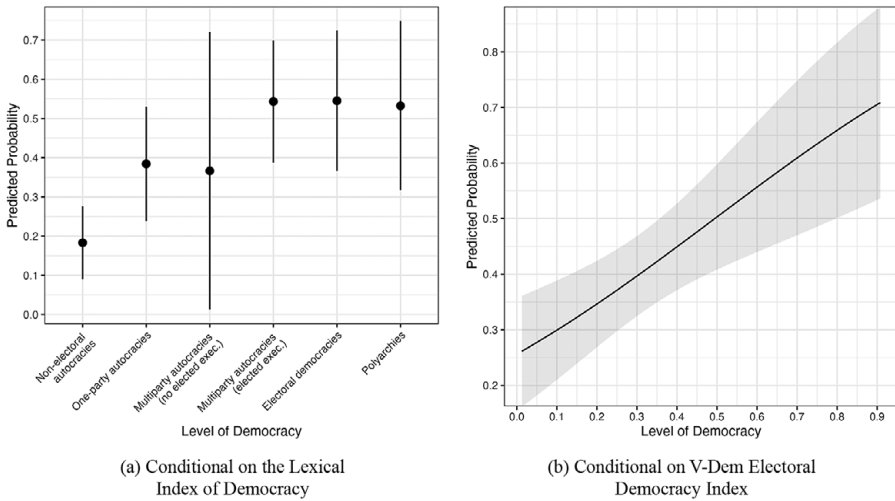 0.7
0.6
0.5
0.4
0.3
0.2
0.1
0.0
Predicted Probability
Non-electoral
autocracies
One-party autocracies
Multiparty autocracies
(no elected exec.)
Multiparty autocracies
(elected exec.)
Electoral democracies
Polyarchies
Level of Democracy
(a) Conditional on the Lexical
Index of Democracy
0.8
0.7
0.6
0.5
0.4
0.3
0.2
Predicted Probability
0.0 0.1 0.2 0.3 0.4 0.5 0.6 0.7 0.8 0.9
Level of Democracy
(b) Conditional on V-Dem Electoral
Democracy Index